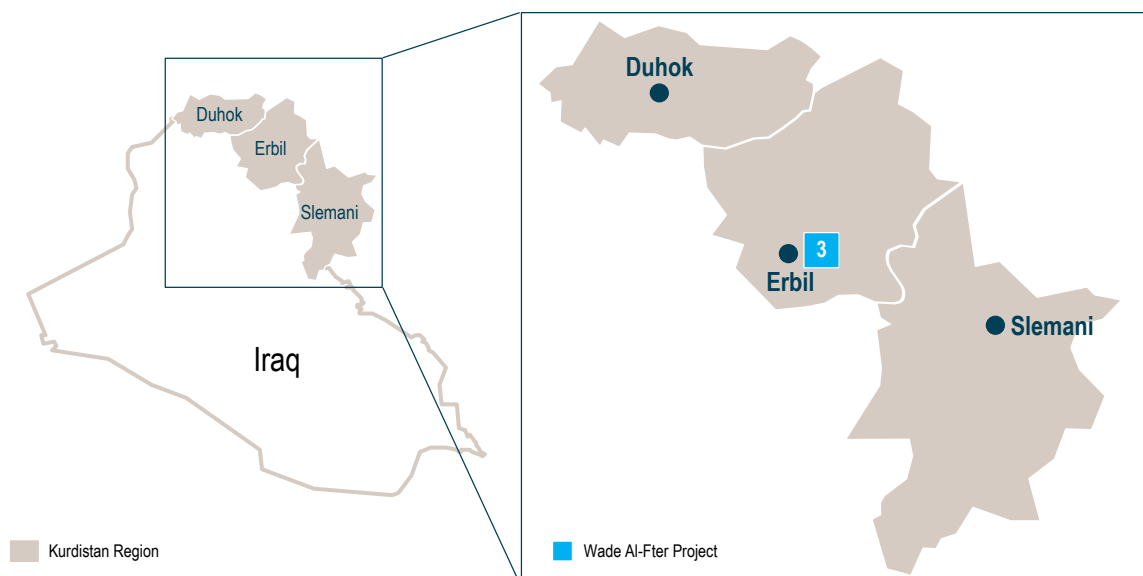 Duhok
Erbil
Slemani
Iraq
Kurdistan Region
Duhok
3
Erbil
Slemani
Wade Al-Fter Project